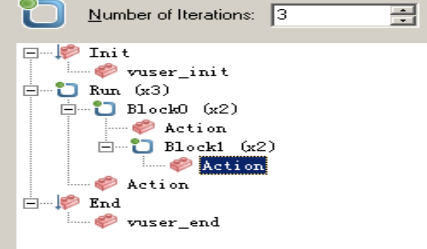 Number of Iterations: 3
Init
vuser_init
Run (x3)
Block0 (x2)
Action
Block1 (x2)
Action
Action
End
vuser_end